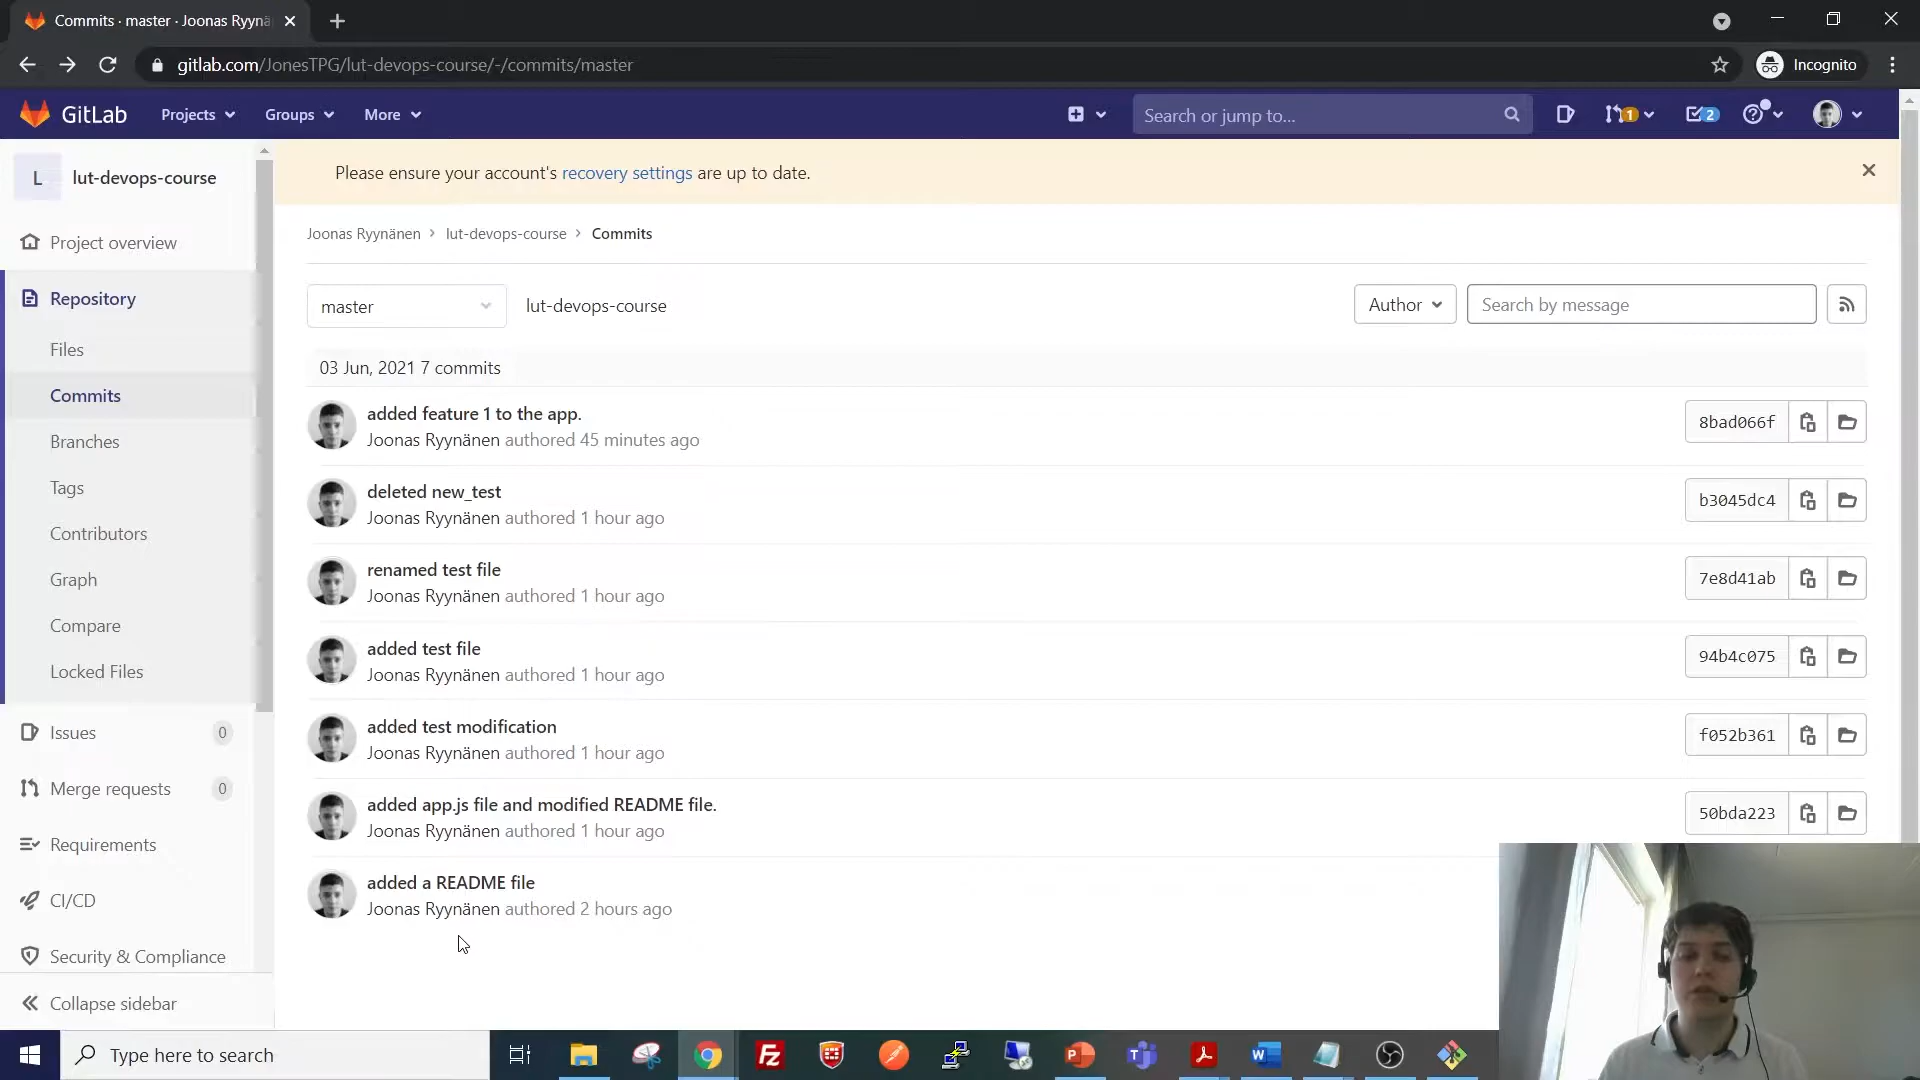 Commits · master · Joonas Ryynä
gitlab.com/JonesTPG/lut-devops-course/-/commits/master
Incognito
GitLab
Projects
Groups
More
Search or jump to...
1
2
L
lut-devops-course
Please ensure your account's recovery settings are up to date.
Project overview
Joonas Ryynänen › lut-devops-course › Commits
Repository
Files
Commits
Branches
Tags
Contributors
Graph
Compare
Locked Files
Issues 0
Merge requests 0
Requirements
CI/CD
Security & Compliance
Collapse sidebar
master
lut-devops-course
Author
Search by message
03 Jun, 2021 7 commits
added feature 1 to the app.
Joonas Ryynänen authored 45 minutes ago
8bad066f
deleted new_test
Joonas Ryynänen authored 1 hour ago
b3045dc4
renamed test file
Joonas Ryynänen authored 1 hour ago
7e8d41ab
added test file
Joonas Ryynänen authored 1 hour ago
94b4c075
added test modification
Joonas Ryynänen authored 1 hour ago
f052b361
added app.js file and modified README file.
Joonas Ryynänen authored 1 hour ago
50bda223
added a README file
Joonas Ryynänen authored 2 hours ago
Type here to search